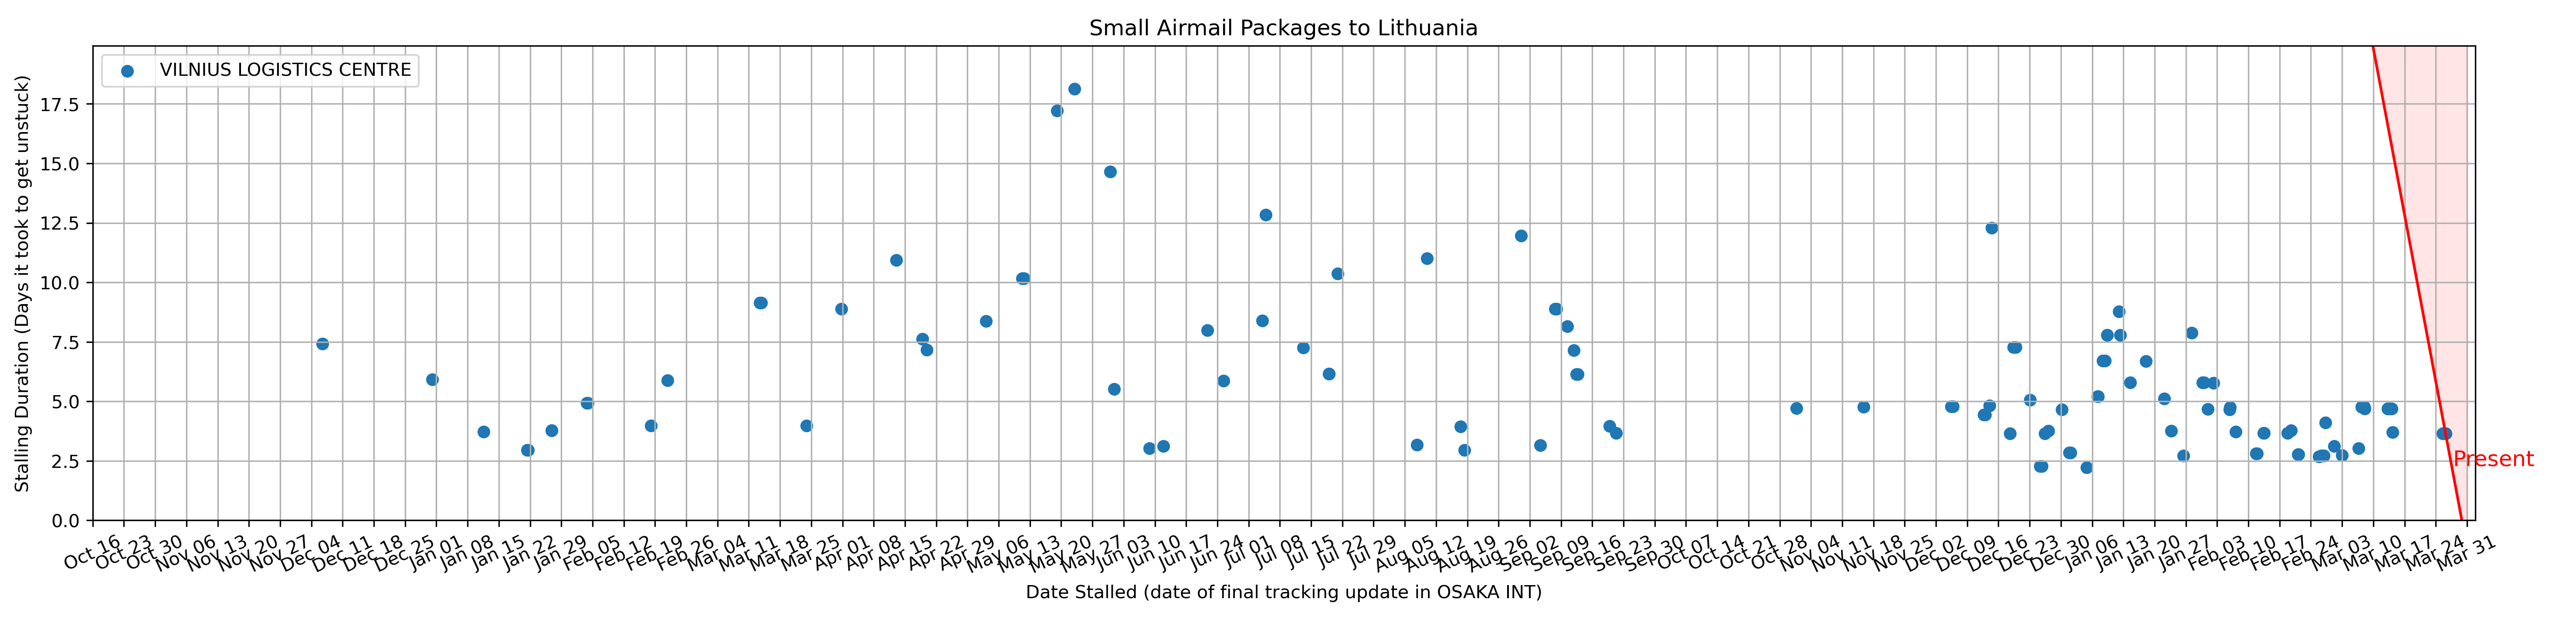 Small Airmail Packages to Lithuania
VILNIUS LOGISTICS CENTRE
Stalling Duration (Days it took to get unstuck)
17.5
15.0
12.5
10.0
7.5
5.0
2.5
0.0
Present
Oct 16 Oct 23 Oct 30 Nov 06 Nov 13 Nov 20 Nov 27 Dec 04 Dec 11 Dec 18 Dec 25 Jan 01 Jan 08 Jan 15 Jan 22 Jan 29 Feb 05 Feb 12 Feb 19 Feb 26 Mar 04 Mar 11 Mar 18 Mar 25 Apr 01 Apr 08 Apr 15 Apr 22 Apr 29 May 06 May 13 May 20 May 27 Jun 03 Jun 10 Jun 17 Jun 24 Jul 01 Jul 08 Jul 15 Jul 22 Jul 29 Aug 05 Aug 12 Aug 19 Aug 26 Sep 02 Sep 09 Sep 16 Sep 23 Sep 30 Oct 07 Oct 14 Oct 21 Oct 28 Nov 04 Nov 11 Nov 18 Nov 25 Dec 02 Dec 09 Dec 16 Dec 23 Dec 30 Jan 06 Jan 13 Jan 20 Jan 27 Feb 03 Feb 10 Feb 17 Feb 24 Mar 03 Mar 10 Mar 17 Mar 24 Mar 31
Date Stalled (date of final tracking update in OSAKA INT)